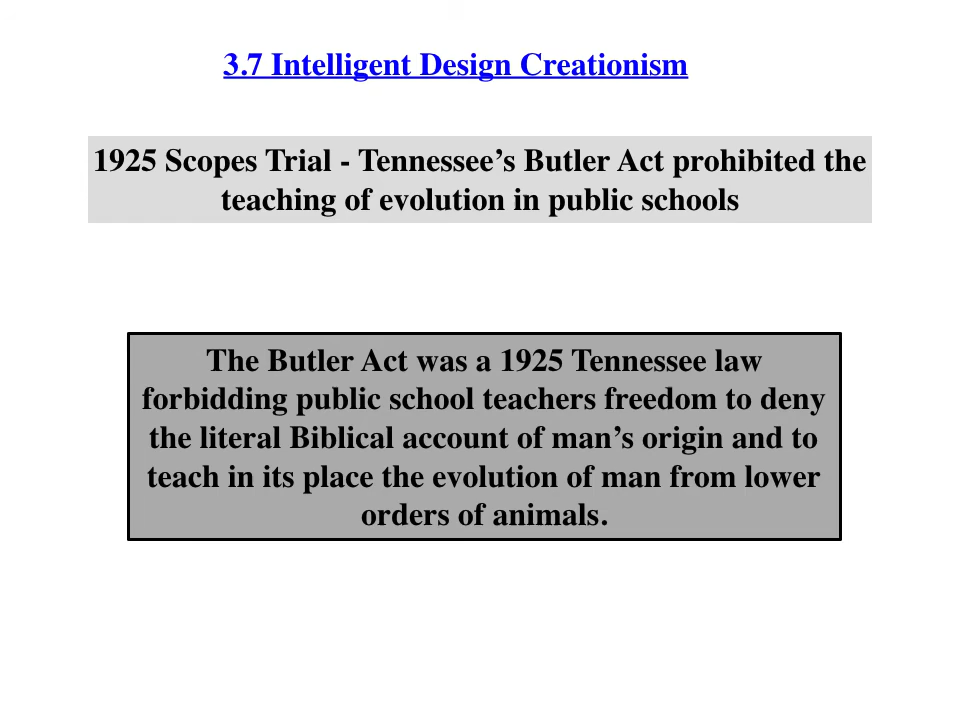 3.7 Intelligent Design Creationism
1925 Scopes Trial - Tennessee’s Butler Act prohibited the
teaching of evolution in public schools
The Butler Act was a 1925 Tennessee law
forbidding public school teachers freedom to deny
the literal Biblical account of man’s origin and to
teach in its place the evolution of man from lower
orders of animals.